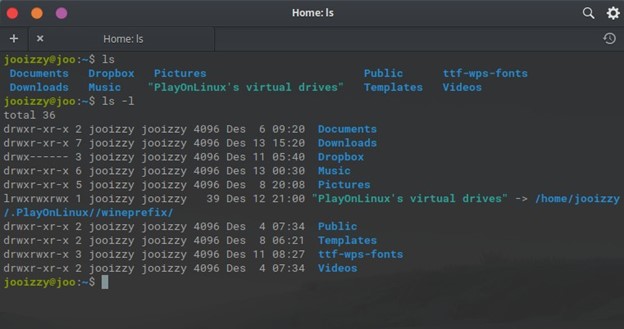 Home: ls
Home: ls
jooizzy@joo:~$ ls
Documents Dropbox Pictures Public ttf-wps-fonts
Downloads Music "PlayOnLinux's virtual drives" Templates Videos
jooizzy@joo:~$ ls -l
total 36
drwxr-xr-x 2 jooizzy jooizzy 4096 Des 6 09:20 Documents
drwxr-xr-x 7 jooizzy jooizzy 4096 Des 13 15:20 Downloads
drwx------ 3 jooizzy jooizzy 4096 Des 11 05:40 Dropbox
drwxr-xr-x 6 jooizzy jooizzy 4096 Des 13 00:30 Music
drwxr-xr-x 5 jooizzy jooizzy 4096 Des 8 20:08 Pictures
lrwxrwxrwx 1 jooizzy jooizzy 39 Des 12 21:00 "PlayOnLinux's virtual drives" -> /home/jooizzy
/.PlayOnLinux//wineprefix/
drwxr-xr-x 2 jooizzy jooizzy 4096 Des 4 07:34 Public
drwxr-xr-x 2 jooizzy jooizzy 4096 Des 8 06:21 Templates
drwxrwxr-x 3 jooizzy jooizzy 4096 Des 11 08:27 ttf-wps-fonts
drwxr-xr-x 2 jooizzy jooizzy 4096 Des 4 07:34 Videos
jooizzy@joo:~$